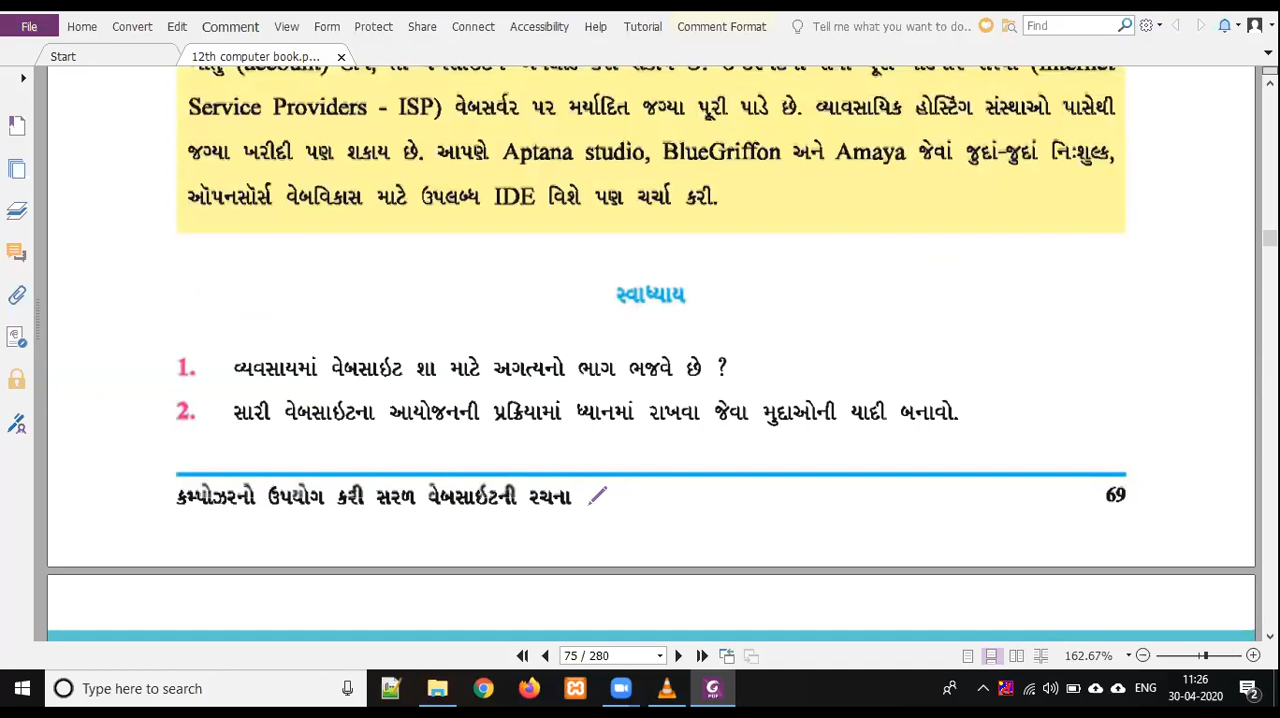 File Home Convert Edit Comment View Form Protect Share Connect Accessibility Help Tutorial Comment Format Tell me what you want to do.. Find
Start 12th computer book.p...
Service Providers - ISP) વેબસર્વર પર મર્યાદિત જગ્યા પૂરી પાડે છે. વ્યાવસાયિક હોસ્ટિંગ સંસ્થાઓ પાસેથી
જગ્યા ખરીદી પણ શકાય છે. આપણે Aptana studio, BlueGriffon અને Amaya જેવાં જુદાં-જુદાં નિઃશુલ્ક,
ઑપનસૉર્સ વેબવિકાસ માટે ઉપલબ્ધ IDE વિશે પણ ચર્ચા કરી.
સ્વાધ્યાય
1. વ્યવસાયમાં વેબસાઇટ શા માટે અગત્યનો ભાગ ભજવે છે ?
2. સારી વેબસાઇટના આયોજનની પ્રક્રિયામાં ધ્યાનમાં રાખવા જેવા મુદ્દાઓની યાદી બનાવો.
કમ્પોઝરનો ઉપયોગ કરી સરળ વેબસાઇટની રચના 69
75 / 280 162.67%
Type here to search ENG 11:26
30-04-2020 2